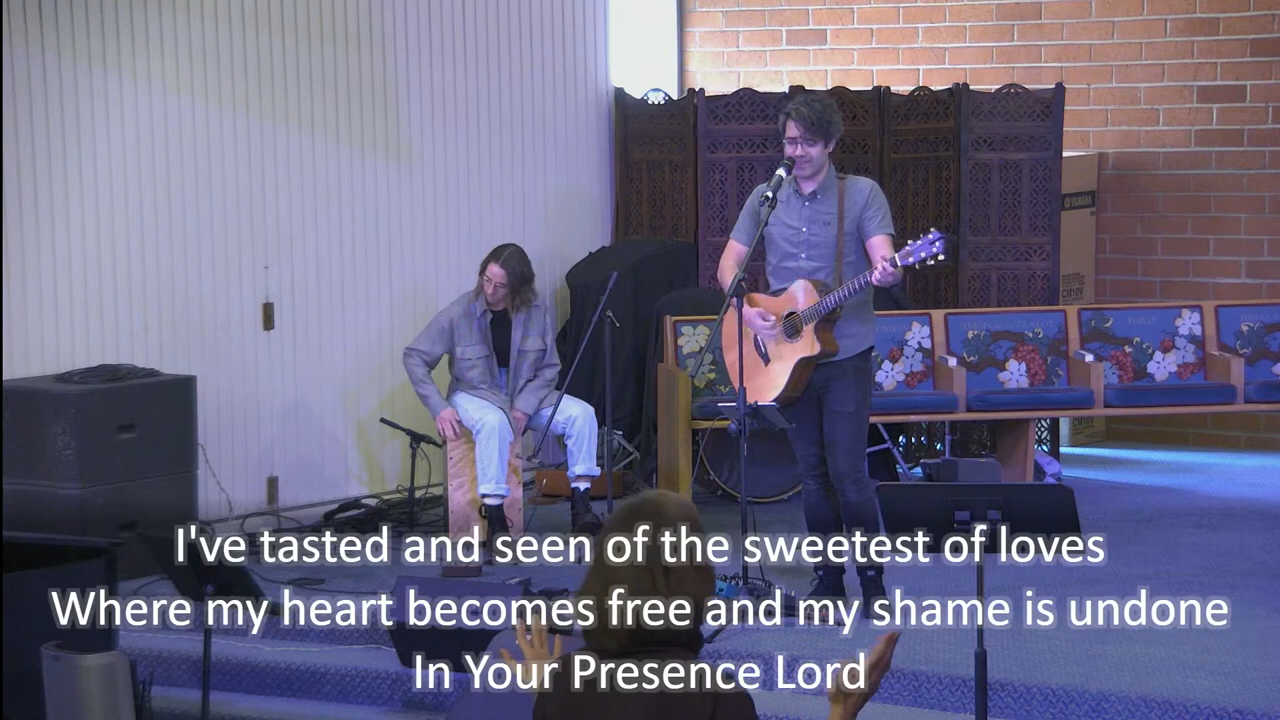 YAMAHA
CM10V
I've tasted and seen of the sweetest of loves
Where my heart becomes free and my shame is undone
In Your Presence Lord